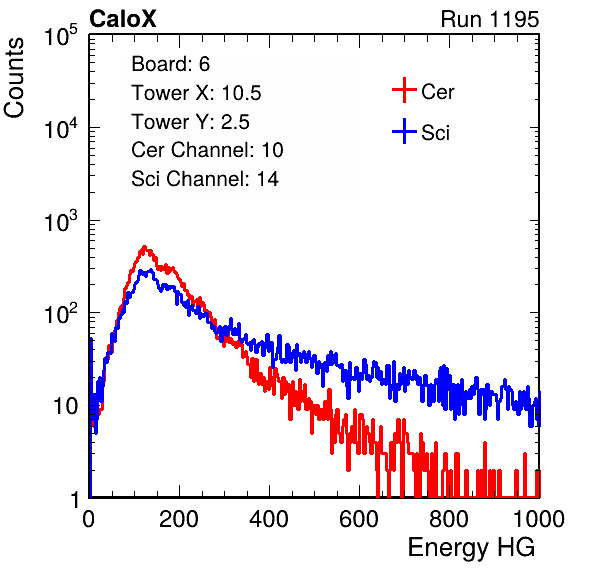 CaloX Run 1195
Counts
Board: 6
Tower X: 10.5
Tower Y: 2.5
Cer Channel: 10
Sci Channel: 14
Cer
Sci
10^5
10^4
10^3
10^2
10
1
0 200 400 600 800 1000
Energy HG